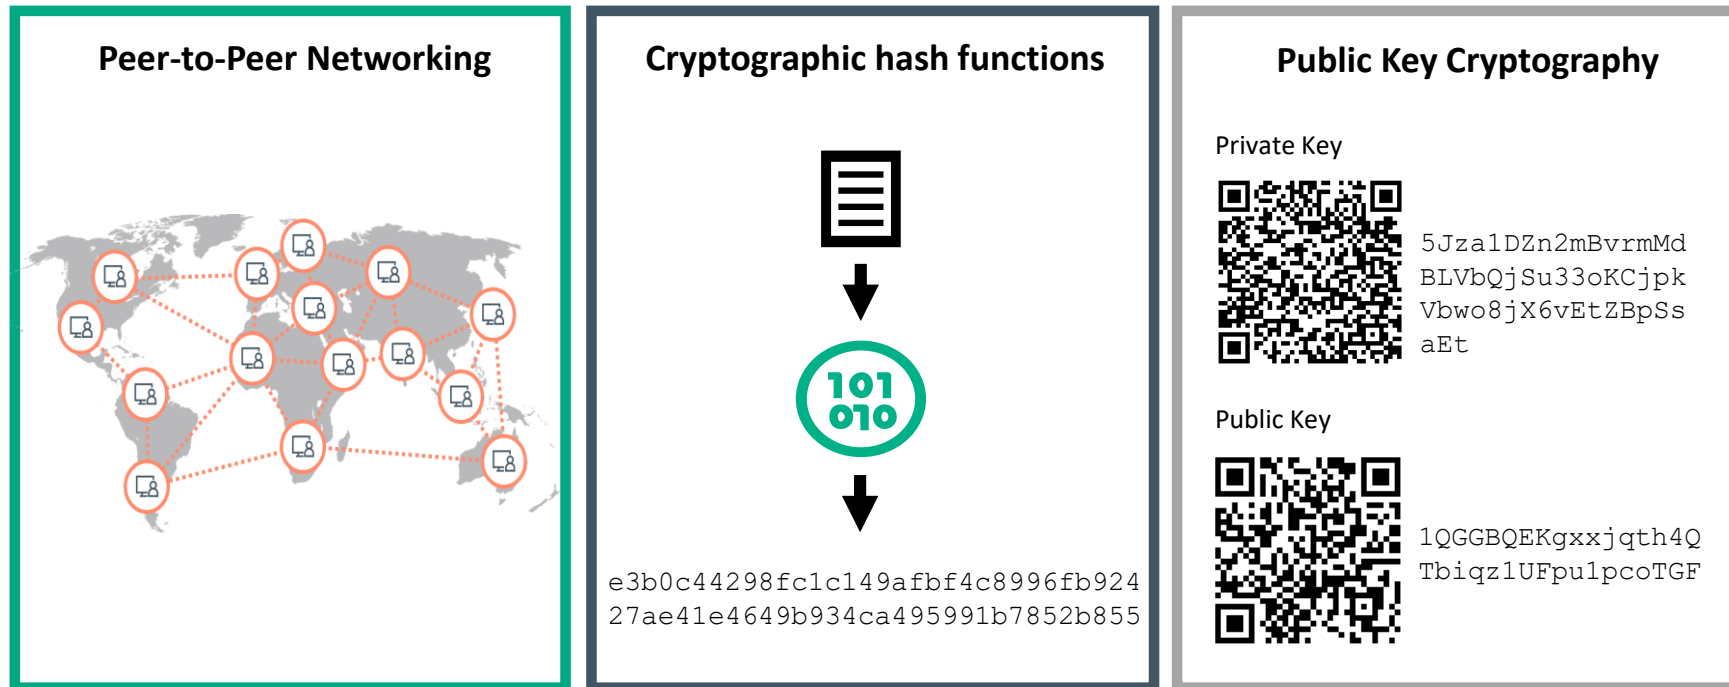 Peer-to-Peer Networking
Cryptographic hash functions
101
010
e3b0c44298fc1c149afbf4c8996fb924
27ae41e4649b934ca495991b7852b855
Public Key Cryptography
Private Key
5Jza1DZn2mBvrmMd
BLVbQjSu33oKCjpk
Vbwo8jX6vEtZBpSs
aEt
Public Key
1QGGBQEKgxxjqth4Q
Tbiqz1UFpu1pcoTGF